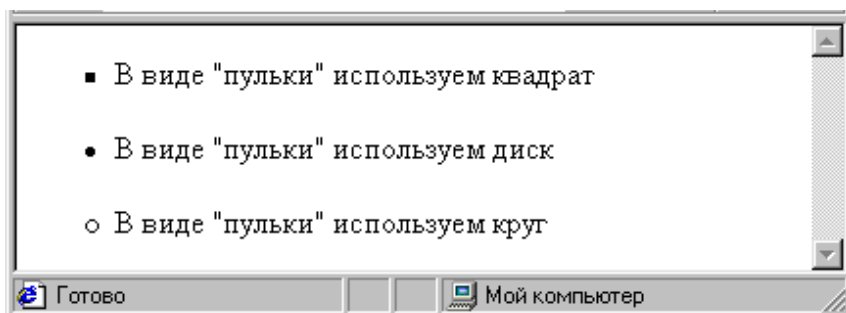 В виде "пульки" используем квадрат
В виде "пульки" используем диск
В виде "пульки" используем круг
Готово Мой компьютер